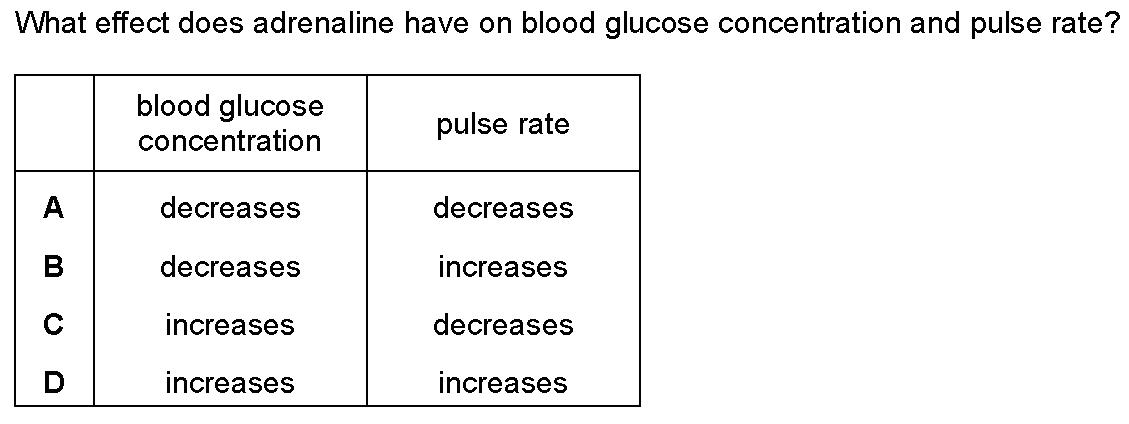 What effect does adrenaline have on blood glucose concentration and pulse rate?
blood glucose
concentration
pulse rate
A decreases decreases
B decreases increases
C increases decreases
D increases increases